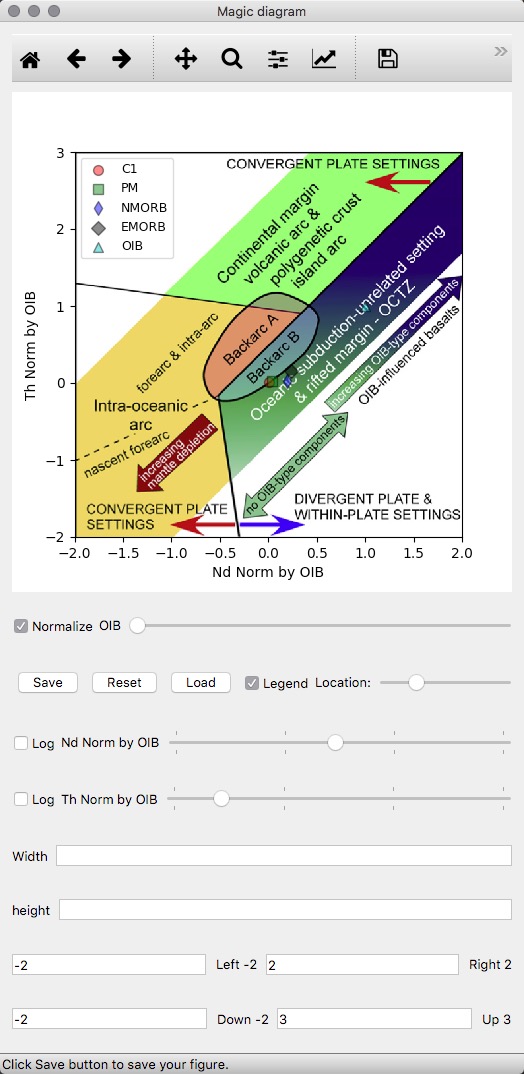 Magic diagram
»
3
2
1
0
−1
−2
−2.0
−1.5
−1.0
−0.5
0.0
0.5
1.0
1.5
2.0
Th Norm by OIB
Nd Norm by OIB
C1
PM
NMORB
EMORB
OIB
CONVERGENT PLATE SETTINGS
Continental margin
volcanic arc &
polygenetic crust
island arc
Oceanic subduction-unrelated setting
& rifted margin - OCTZ
Backarc A
Backarc B
forearc & intra-arc
Intra-oceanic
arc
nascent forearc
increasing
mantle depletion
increasing OIB-type components
OIB-influenced basalts
no OIB-type components
CONVERGENT PLATE
SETTINGS
DIVERGENT PLATE &
WITHIN-PLATE SETTINGS
Normalize OIB
Save Reset Load Legend Location:
Log Nd Norm by OIB
Log Th Norm by OIB
Width
height
-2 Left -2 2 Right 2
-2 Down -2 3 Up 3
Click Save button to save your figure.